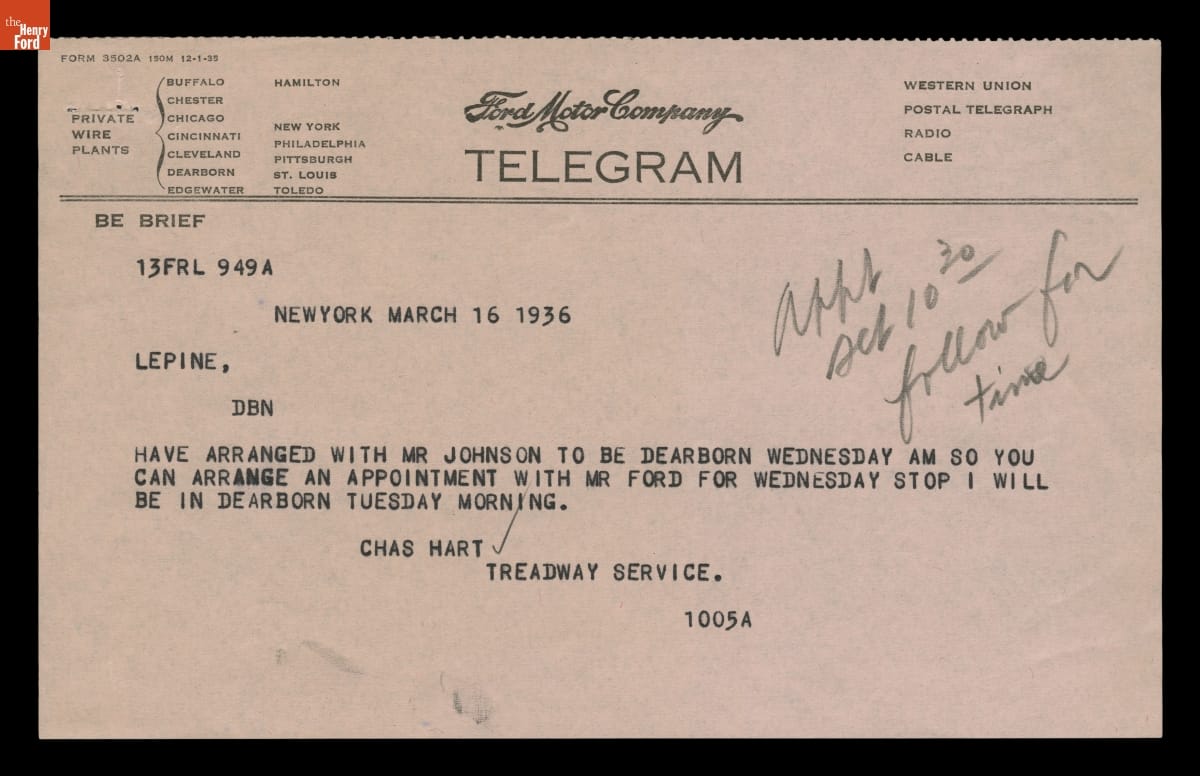 the
Henry
Ford
FORM 3502A 150M 12-1-35
PRIVATE
WIRE
PLANTS
BUFFALO
CHESTER
CHICAGO
CINCINNATI
CLEVELAND
DEARBORN
EDGEWATER
HAMILTON
NEW YORK
PHILADELPHIA
PITTSBURGH
ST. LOUIS
TOLEDO
Ford Motor Company
TELEGRAM
WESTERN UNION
POSTAL TELEGRAPH
RADIO
CABLE
BE BRIEF
13FRL 949A
NEWYORK MARCH 16 1936
LEPINE,
DBN
Appt
set 10 30
follow for
time
HAVE ARRANGED WITH MR JOHNSON TO BE DEARBORN WEDNESDAY AM SO YOU
CAN ARRANGE AN APPOINTMENT WITH MR FORD FOR WEDNESDAY STOP I WILL
BE IN DEARBORN TUESDAY MORNING.
CHAS HART
TREADWAY SERVICE.
1005A